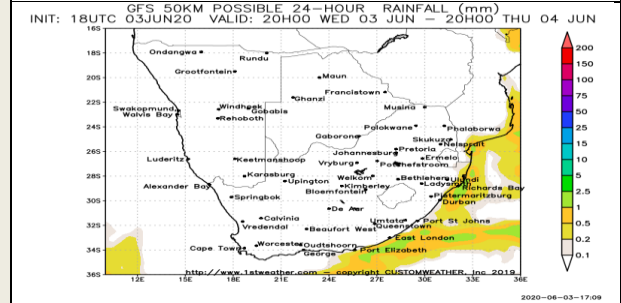 GFS 50KM POSSIBLE 24-HOUR RAINFALL (mm)
INIT: 18UTC 03JUN20 VALID: 20H00 WED 03 JUN - 20H00 THU 04 JUN
16S
Ondangwa
Rundu
200
18S
150
Grootfontein
100
20S
Maun
75
Francistown
Ghanzi
50
22S
Swakopmund
Walvis Bay
Windhoek
Gobabis
Rehoboth
Musina
25
24S
Polokwane
Phalaborwa
15
Gaborone
Skukuza
Nelspruit
10
26S
Johannesburg
Pretoria
Luderitz
Keetmanshoop
Vryburg
Potchefstroom
Ermelo
5
28S
Karasburg
Upington
Welkom
Bethlehem
Ulundi
Ladysmith
2.5
Alexander Bay
Kimberley
Richards Bay
Bloemfontein
Springbok
Pietermaritzburg
1
30S
De Aar
Durban
0.5
Calvinia
Umtata
Port St Johns
32S
Vredendal
Beaufort West
Queenstown
0.2
East London
Cape Town
Worcester
Oudtshoorn
0.1
34S
George
Port Elizabeth
36S
http://www.1stweather.com - copyright CUSTOMWEATHER, Inc 2019
12E 15E 18E 21E 24E 27E 30E 33E 36E
2020-06-03-17:09